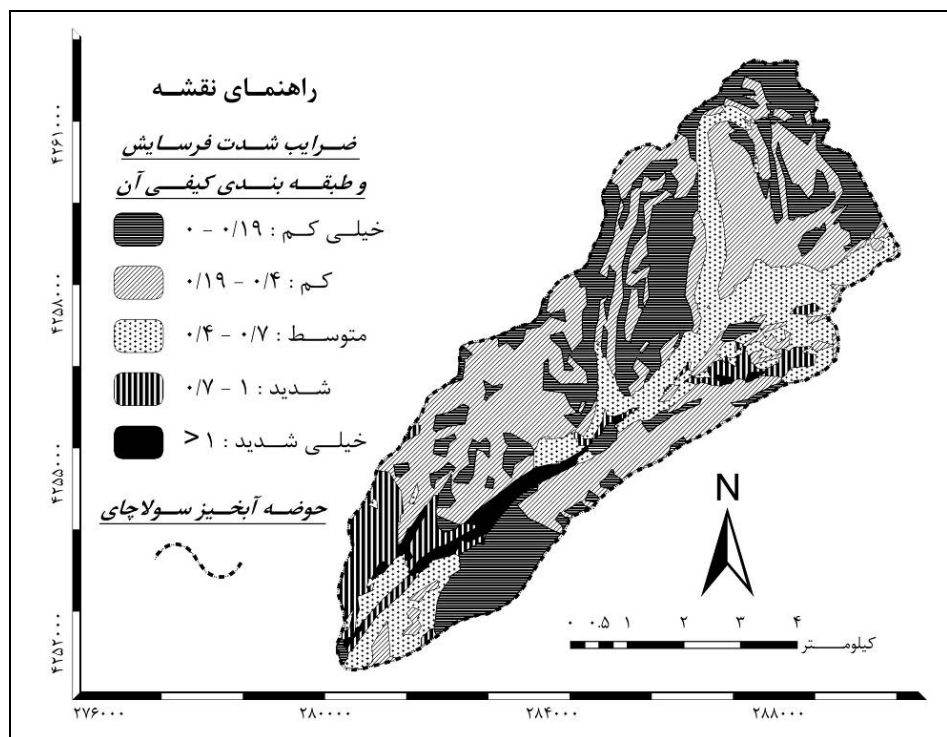 راهنمای نقشه
ضرایب شدت فرسایش
و طبقه بندی کیفی آن
خیلی کم : ۰/۱۹ - ۰
کم : ۰/۴ - ۰/۱۹
متوسط : ۰/۷ - ۰/۴
شدید : ۱ - ۰/۷
خیلی شدید : ۱ <
حوضه آبخیز سولاچای
N
۰ ۰.۵ ۱ ۲ ۳ ۴
کیلومتر
۴۲۶۱۰۰۰
۴۲۵۸۰۰۰
۴۲۵۵۰۰۰
۴۲۵۲۰۰۰
۲۷۶۰۰۰ ۲۸۰۰۰۰ ۲۸۴۰۰۰ ۲۸۸۰۰۰